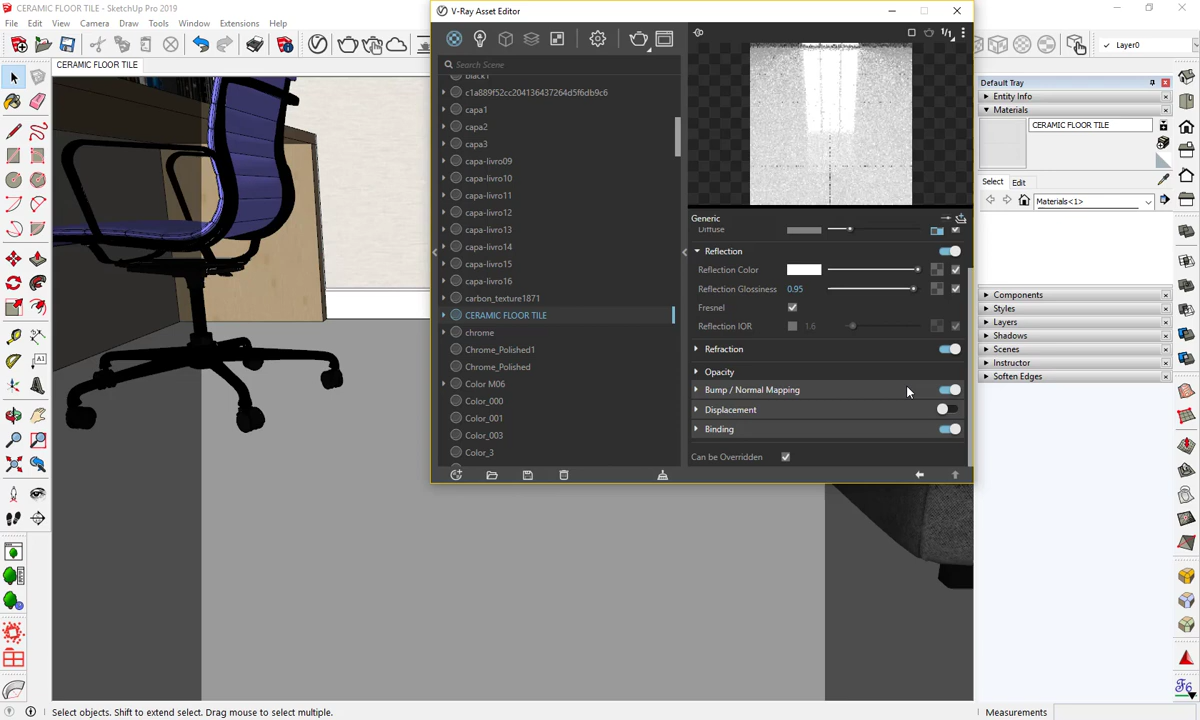 CERAMIC FLOOR TILE - SketchUp Pro 2019
File Edit View Camera Draw Tools Window Extensions Help
CERAMIC FLOOR TILE
V-Ray Asset Editor
1/1
Search Scene
black1
c1a889f52cc204136437264d5f6db9c6
capa1
capa2
capa3
capa-livro09
capa-livro10
capa-livro11
capa-livro12
capa-livro13
capa-livro14
capa-livro15
capa-livro16
carbon_texture1871
CERAMIC FLOOR TILE
chrome
Chrome_Polished1
Chrome_Polished
Color M06
Color_000
Color_001
Color_003
Color_3
Generic
Diffuse
Reflection
Reflection Color
Reflection Glossiness 0.95
Fresnel
Reflection IOR 1.6
Refraction
Opacity
Bump / Normal Mapping
Displacement
Binding
Can be Overridden
Layer0
Default Tray
Entity Info
Materials
CERAMIC FLOOR TILE
Select Edit
Materials<1>
Components
Styles
Layers
Shadows
Scenes
Instructor
Soften Edges
Select objects. Shift to extend select. Drag mouse to select multiple.
Measurements